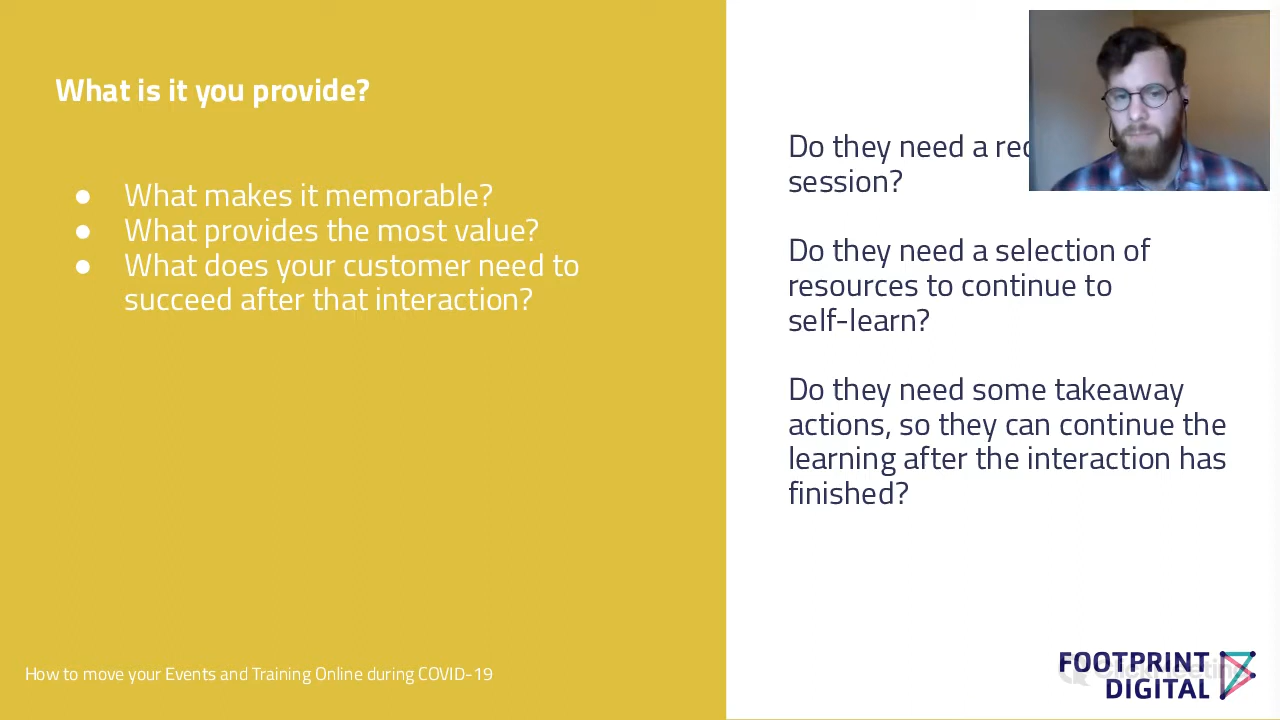 What is it you provide?
● What makes it memorable?
● What provides the most value?
● What does your customer need to
succeed after that interaction?
Do they need a
session?
Do they need a selection of
resources to continue to
self-learn?
Do they need some takeaway
actions, so they can continue the
learning after the interaction has
finished?
How to move your Events and Training Online during COVID-19
FOOTPRINT
DIGITAL